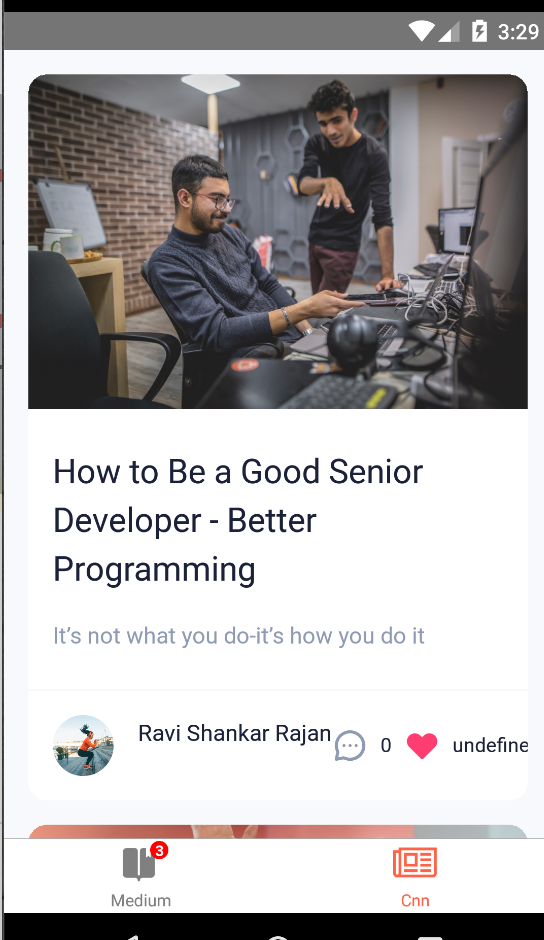 3:29
How to Be a Good Senior
Developer - Better
Programming
It’s not what you do-it’s how you do it
Ravi Shankar Rajan 0 undefine
3
Medium Cnn